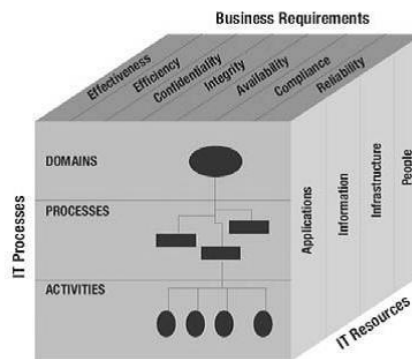 Business Requirements
Effectiveness
Efficiency
Confidentiality
Integrity
Availability
Compliance
Reliability
IT Processes
DOMAINS
PROCESSES
ACTIVITIES
Applications
Information
Infrastructure
People
IT Resources